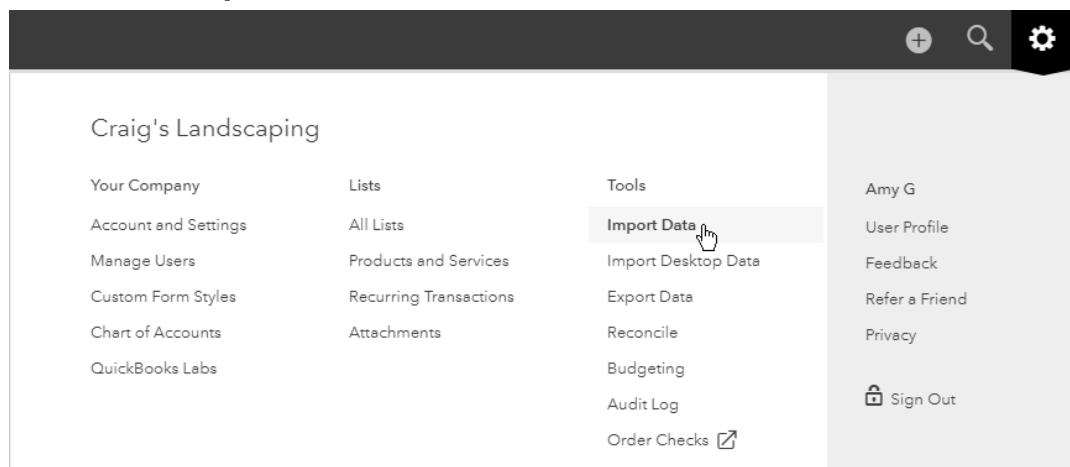 Craig's Landscaping
Your Company
Account and Settings
Manage Users
Custom Form Styles
Chart of Accounts
QuickBooks Labs
Lists
All Lists
Products and Services
Recurring Transactions
Attachments
Tools
Import Data
Import Desktop Data
Export Data
Reconcile
Budgeting
Audit Log
Order Checks
Amy G
User Profile
Feedback
Refer a Friend
Privacy
Sign Out